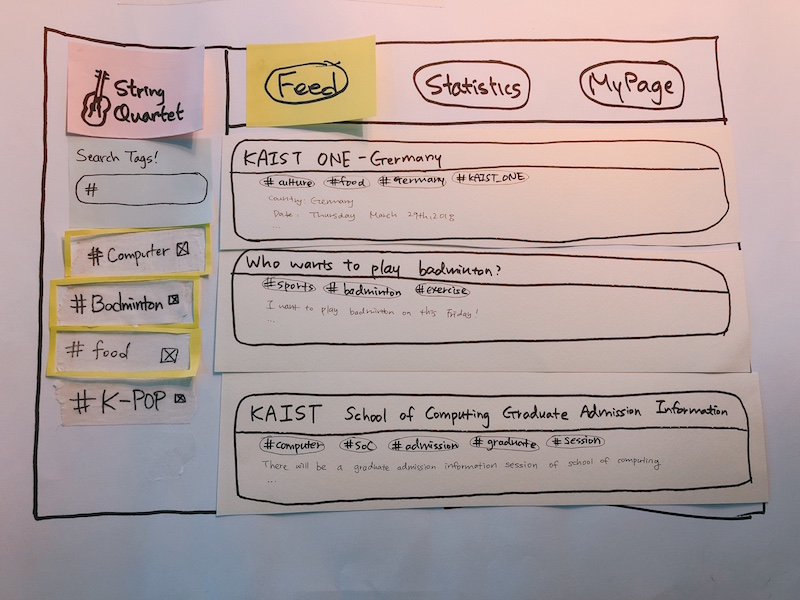 String
Quartet
Feed
Statistics
MyPage
Search Tags!
#
#Computer
#Badminton
#food
#K-POP
KAIST ONE - Germany
#culture #food #Germany #KAIST_ONE
Country: Germany
Date: Thursday March 29th, 2018
...
Who wants to play badminton?
#sports #badminton #exercise
I want to play badminton on this Friday!
...
KAIST School of Computing Graduate Admission Information
#computer #SoC #admission #graduate #session
There will be a graduate admission information session of school of computing
...